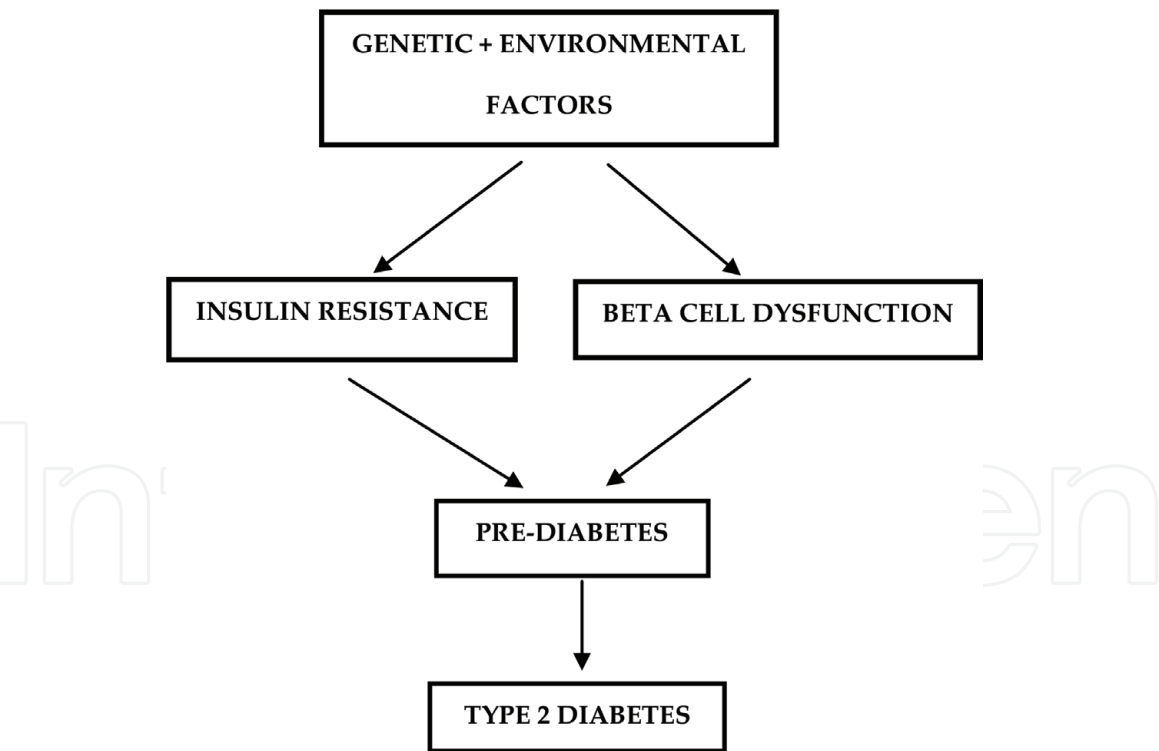 GENETIC + ENVIRONMENTAL
FACTORS
INSULIN RESISTANCE
BETA CELL DYSFUNCTION
PRE-DIABETES
TYPE 2 DIABETES